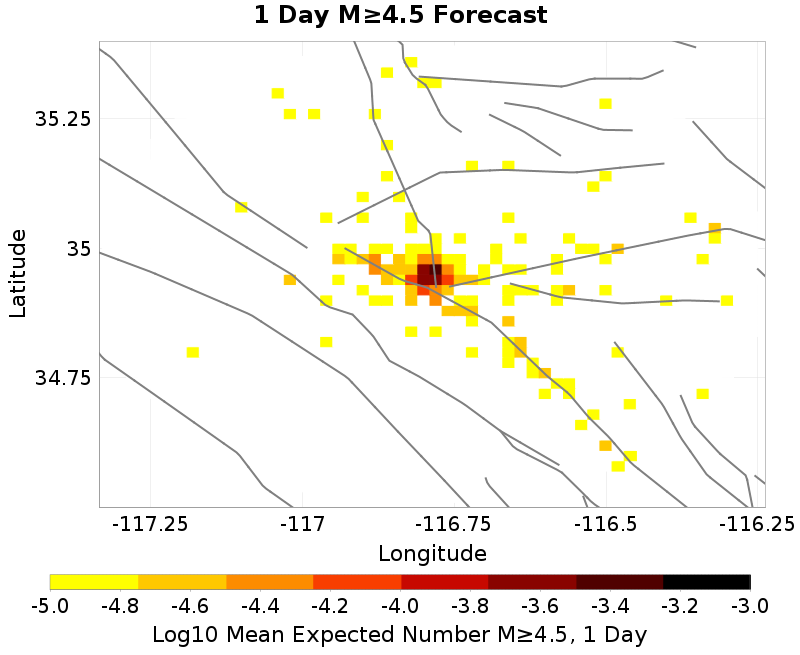 1 Day M≥4.5 Forecast
35.25
35
34.75
Latitude
-117.25 -117 -116.75 -116.5 -116.25
Longitude
-5.0 -4.8 -4.6 -4.4 -4.2 -4.0 -3.8 -3.6 -3.4 -3.2 -3.0
Log10 Mean Expected Number M≥4.5, 1 Day